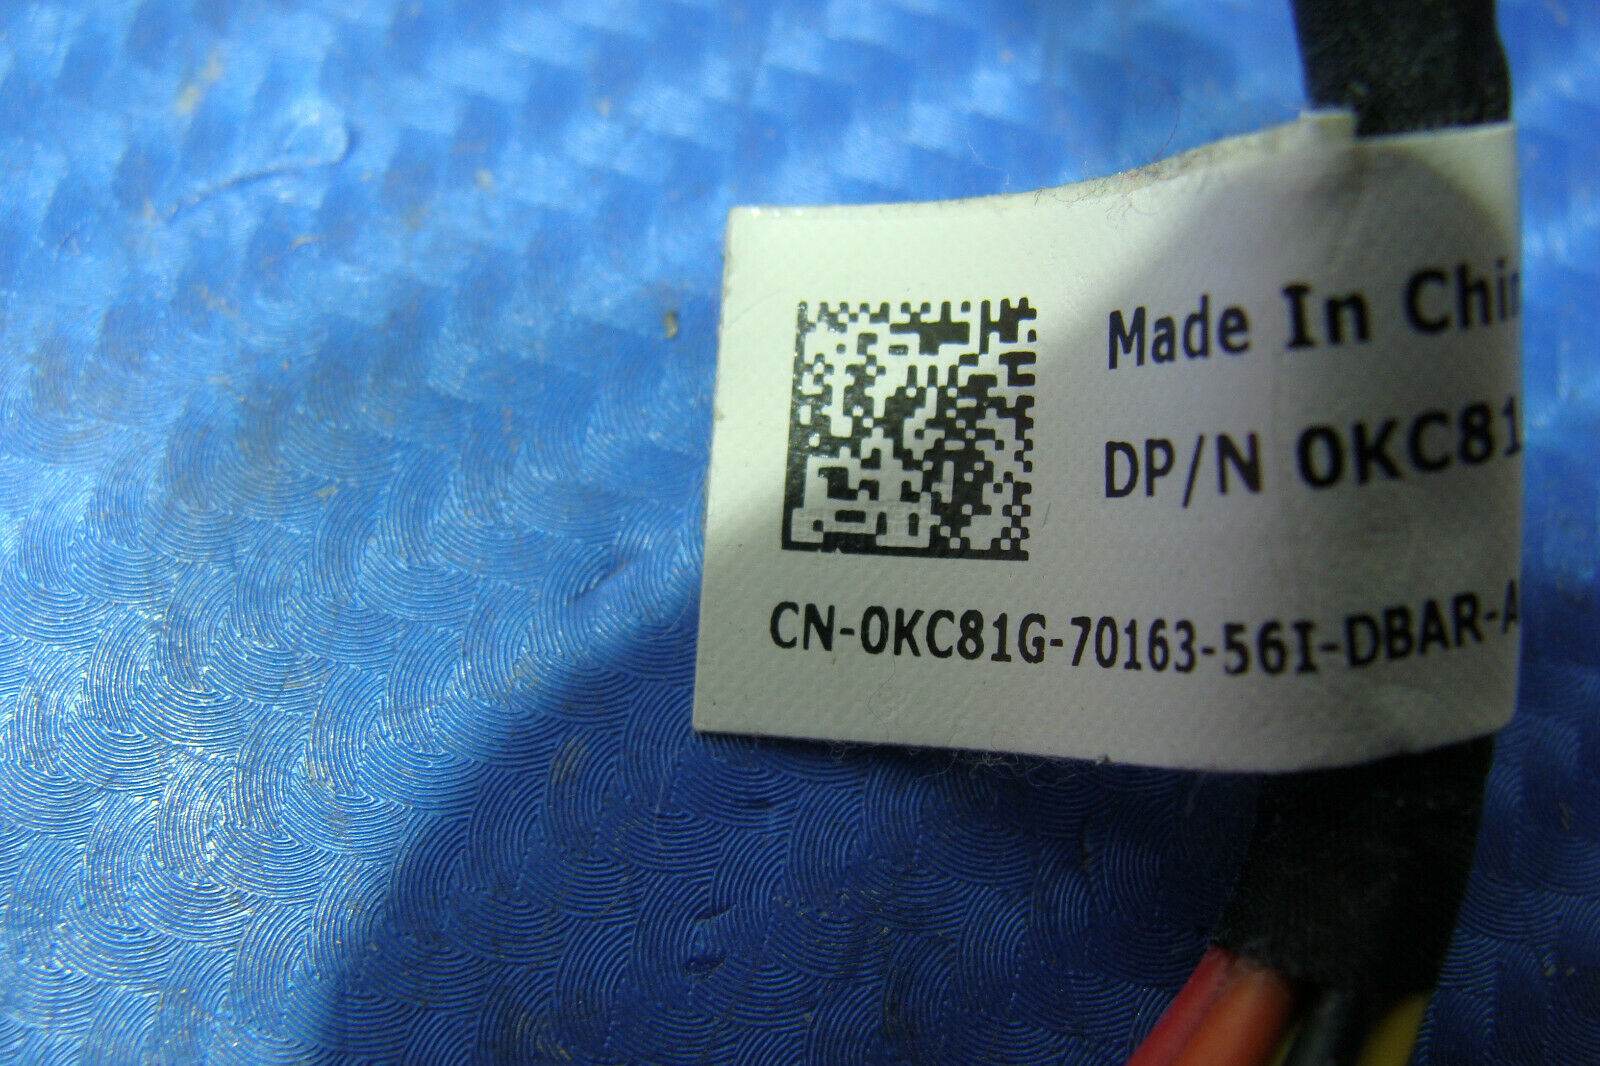 Made In Chin
DP/N 0KC81
CN-0KC81G-70163-56I-DBAR-A